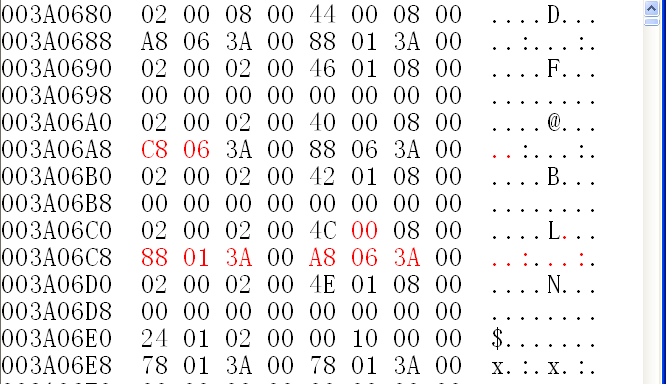 003A0680 02 00 08 00 44 00 08 00 ....D...
003A0688 A8 06 3A 00 88 01 3A 00 ..:...:.
003A0690 02 00 02 00 46 01 08 00 ....F...
003A0698 00 00 00 00 00 00 00 00 ........
003A06A0 02 00 02 00 40 00 08 00 ....@...
003A06A8 C8 06 3A 00 88 06 3A 00 ..:...:.
003A06B0 02 00 02 00 42 01 08 00 ....B...
003A06B8 00 00 00 00 00 00 00 00 ........
003A06C0 02 00 02 00 4C 00 08 00 ....L...
003A06C8 88 01 3A 00 A8 06 3A 00 ..:...:.
003A06D0 02 00 02 00 4E 01 08 00 ....N...
003A06D8 00 00 00 00 00 00 00 00 ........
003A06E0 24 01 02 00 00 10 00 00 $.......
003A06E8 78 01 3A 00 78 01 3A 00 x.:.x.:.